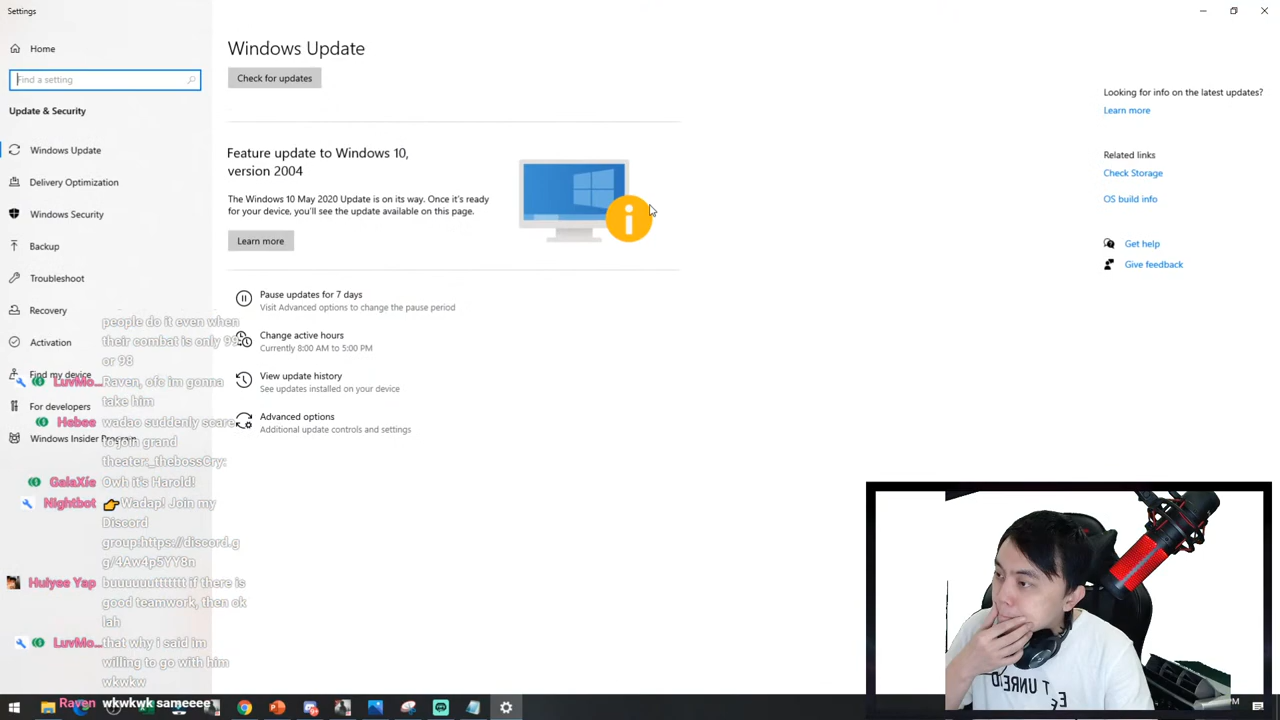 Settings
Home
Find a setting
Update & Security
Windows Update
Delivery Optimization
Windows Security
Backup
Troubleshoot
Recovery
Activation
Find my device
For developers
Windows Insider Program
Windows Update
Check for updates
Feature update to Windows 10,
version 2004
The Windows 10 May 2020 Update is on its way. Once it's ready
for your device, you'll see the update available on this page.
Learn more
Pause updates for 7 days
Visit Advanced options to change the pause period
Change active hours
Currently 8:00 AM to 5:00 PM
View update history
See updates installed on your device
Advanced options
Additional update controls and settings
Looking for info on the latest updates?
Learn more
Related links
Check Storage
OS build info
Get help
Give feedback
people do it even when
their combat is only 99
or 98
LuvMo... Raven, ofc im gonna
take him
Hebee wadao suddenly scare
to join grand
theater:_thebossCry:
GalaXie Owh it's Harold!
Nightbot 👉Wadap! Join my
Discord
group:https://discord.g
g/4Aw4p5YY8n
Huiyee Yap buuuuuutttttttt if there is
good teamwork, then ok
lah
LuvMo... that why i said im
willing to go with him
wkwkw
Raven wkwkwk sameeee